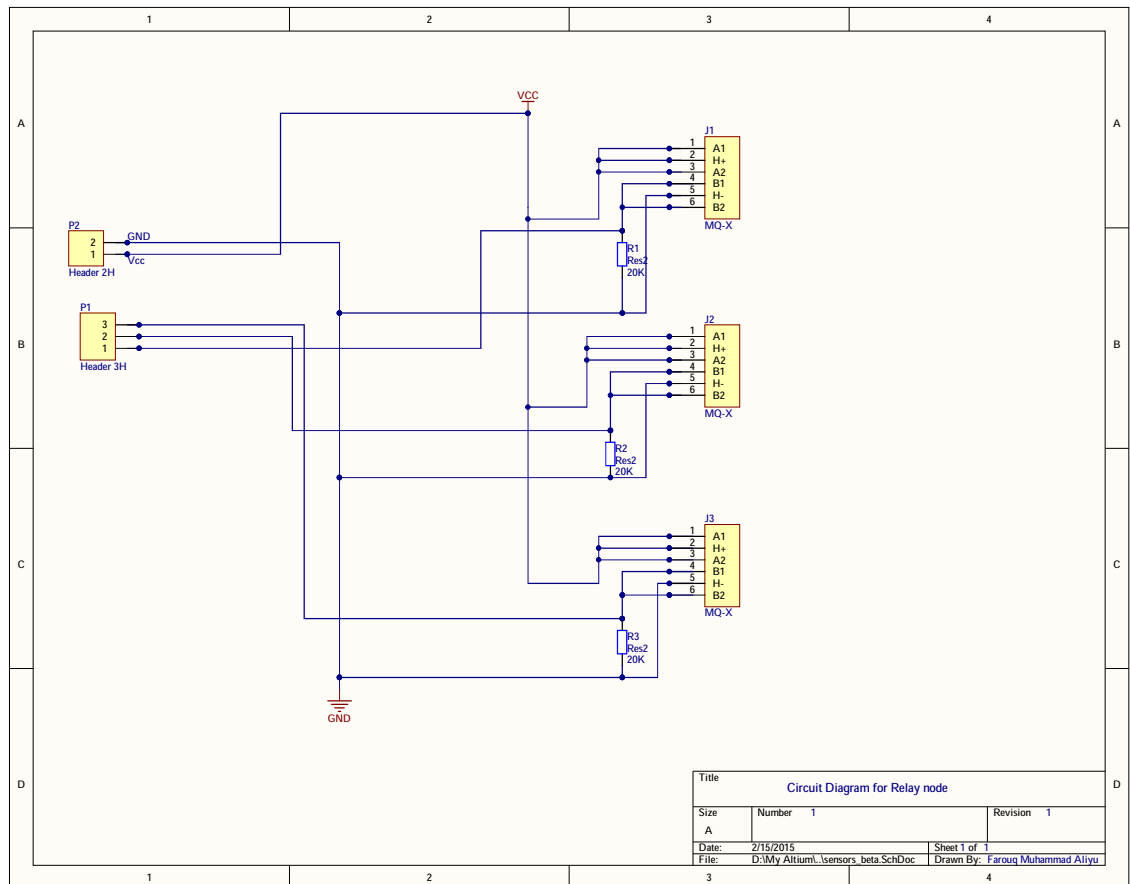 1 2 3 4
A A
VCC
J1
1 A1
2 H+
3 A2
4 B1
5 H-
6 B2
MQ-X
P2
2 GND
1 Vcc
Header 2H
R1
Res2
20K
P1
3
2
1
Header 3H
B B
J2
1 A1
2 H+
3 A2
4 B1
5 H-
6 B2
MQ-X
R2
Res2
20K
J3
1 A1
2 H+
3 A2
4 B1
5 H-
6 B2
MQ-X
C C
R3
Res2
20K
GND
D D
Title
Circuit Diagram for Relay node
Size Number 1 Revision 1
A
Date: 2/15/2015 Sheet 1 of 1
File: D:\My Altium\..\sensors_beta.SchDoc Drawn By: Farouq Muhammad Aliyu
1 2 3 4